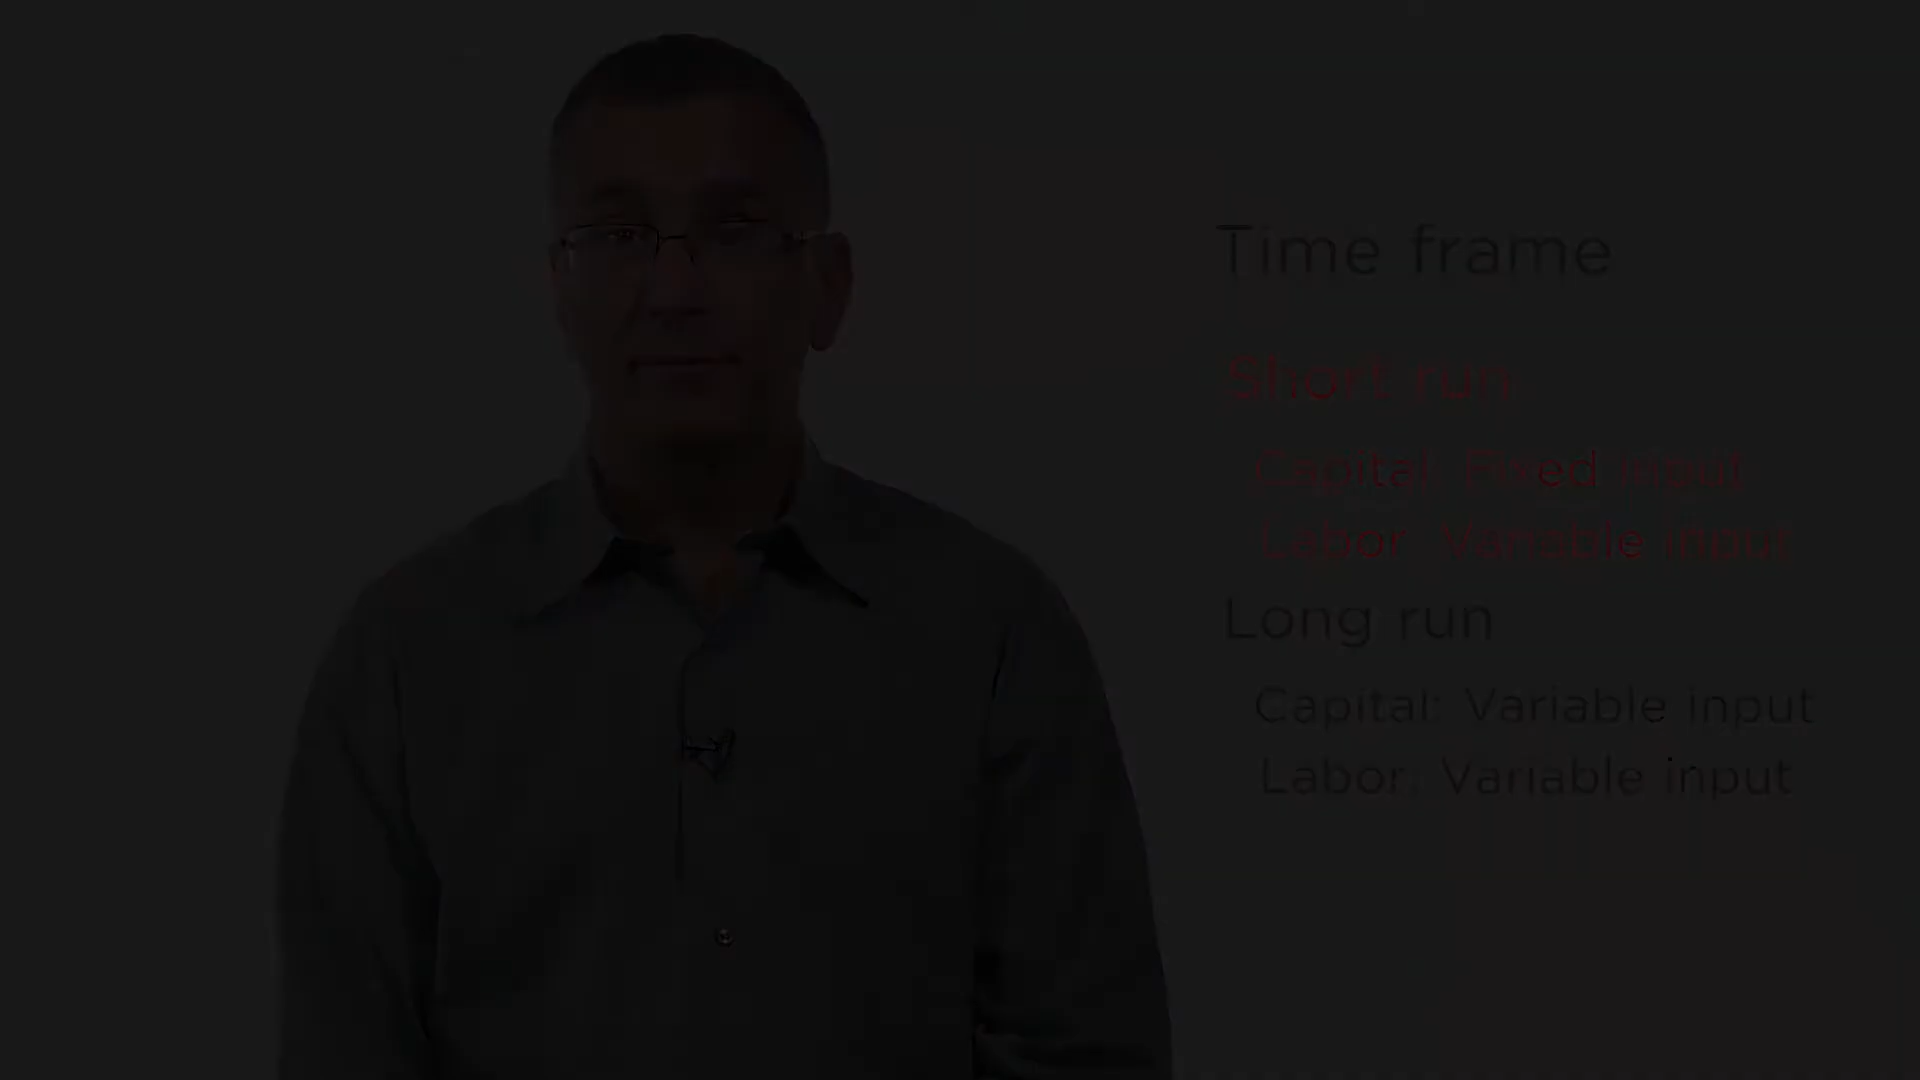 Time frame
Short run
Capital: Fixed input
Labor: Variable input
Long run
Capital: Variable input
Labor: Variable input